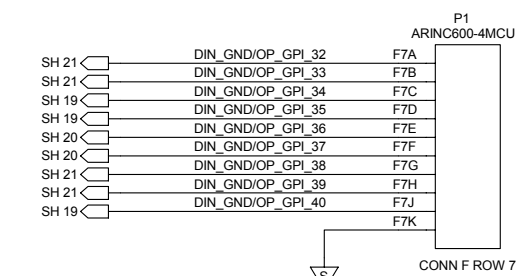 P1
ARINC600-4MCU
SH 21 DIN_GND/OP_GPI_32 F7A
SH 21 DIN_GND/OP_GPI_33 F7B
SH 19 DIN_GND/OP_GPI_34 F7C
SH 19 DIN_GND/OP_GPI_35 F7D
SH 20 DIN_GND/OP_GPI_36 F7E
SH 20 DIN_GND/OP_GPI_37 F7F
SH 21 DIN_GND/OP_GPI_38 F7G
SH 21 DIN_GND/OP_GPI_39 F7H
SH 19 DIN_GND/OP_GPI_40 F7J
F7K
CONN F ROW 7
S